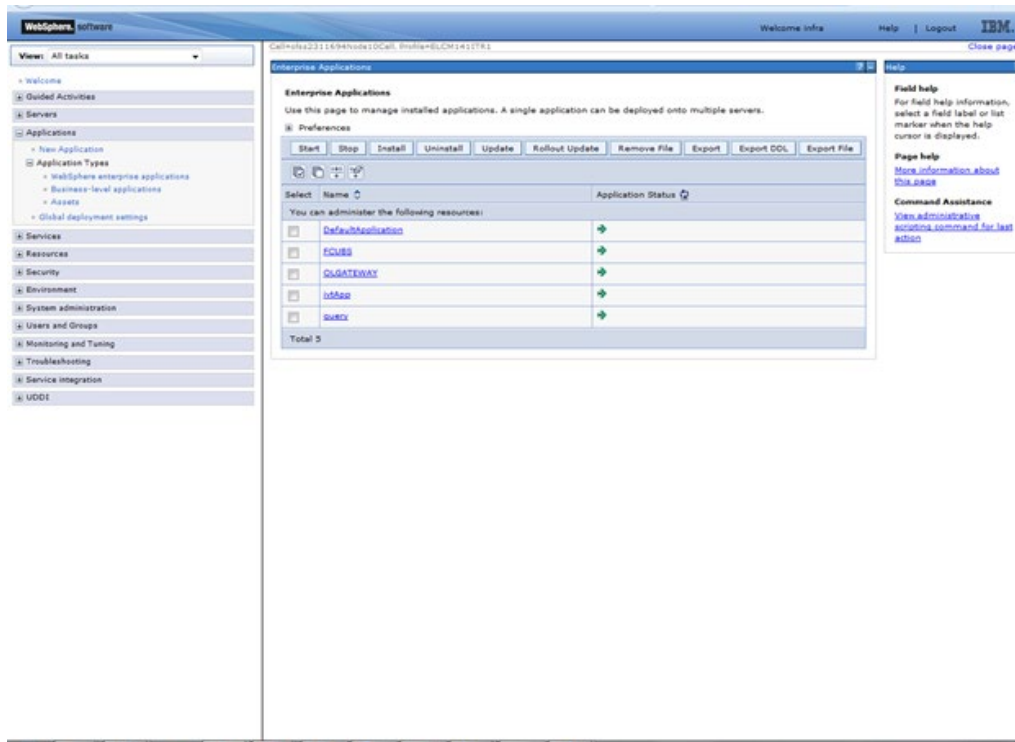 WebSphere. software
Welcome Infra
Help | Logout
IBM.
View: All tasks
Welcome
Guided Activities
Servers
Applications
New Application
Application Types
WebSphere enterprise applications
Business-level applications
Assets
Global deployment settings
Services
Resources
Security
Environment
System administration
Users and Groups
Monitoring and Tuning
Troubleshooting
Service integration
UDDI
Close page
Enterprise Applications
Enterprise Applications
Use this page to manage installed applications. A single application can be deployed onto multiple servers.
Preferences
Start Stop Install Uninstall Update Rollout Update Remove File Export Export DDL Export File
Select Name Application Status
You can administer the following resources:
DefaultApplication
FCUBS
OLGATEWAY
ivtApp
query
Total 5
Help
Field help
For field help information,
select a field label or list
marker when the help
cursor is displayed.
Page help
More information about
this page
Command Assistance
View administrative
scripting command for last
action